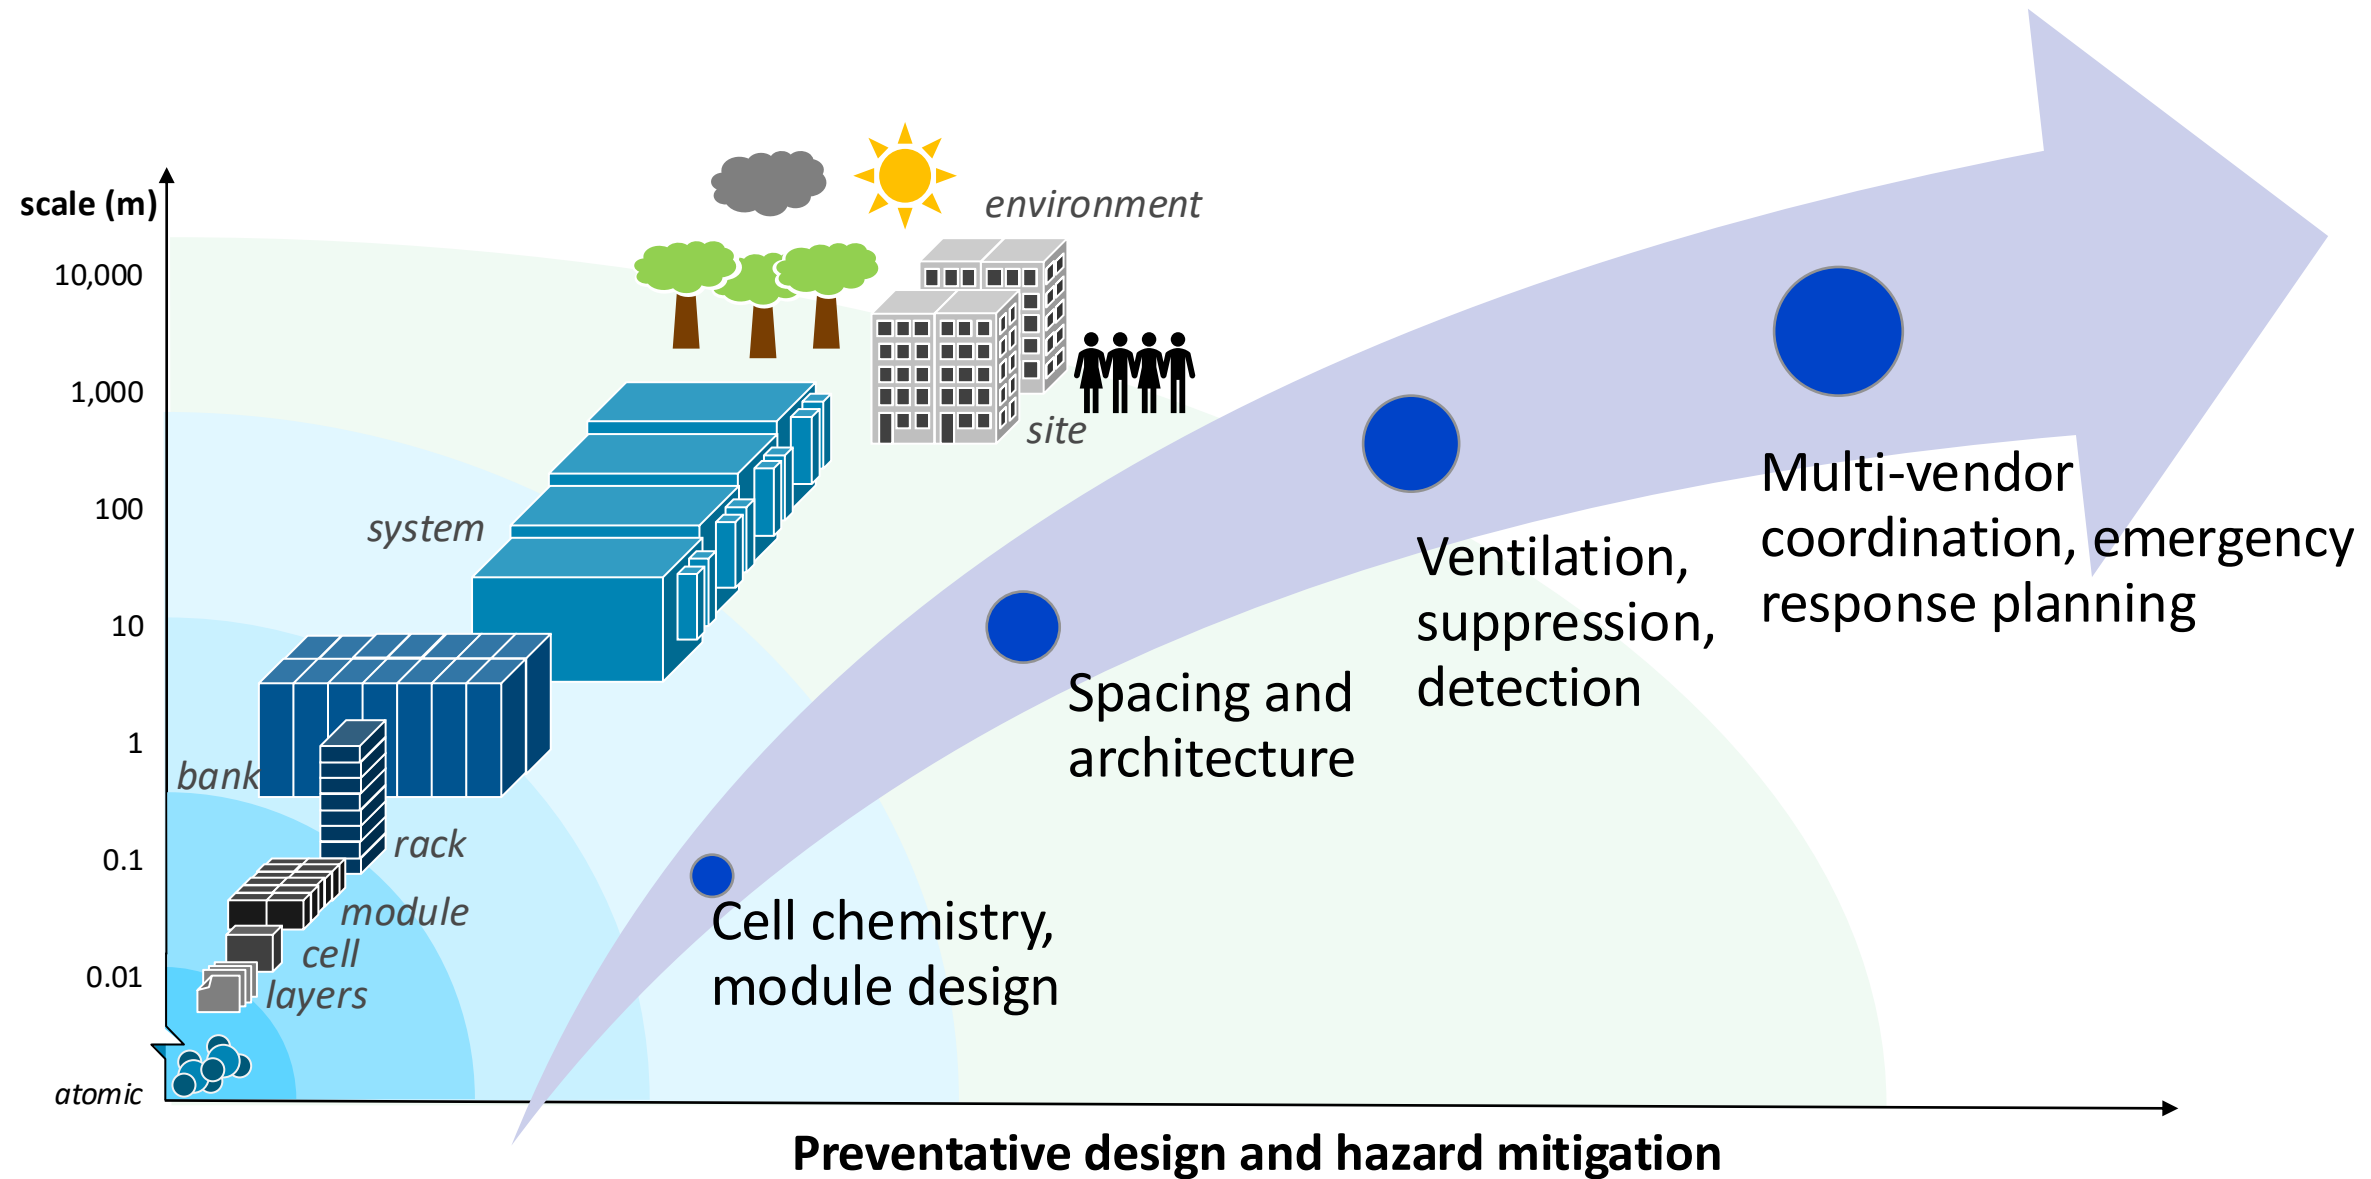 scale (m)
10,000
1,000
100
10
1
0.1
0.01
atomic
environment
site
system
bank
rack
module
cell
layers
Cell chemistry,
module design
Spacing and
architecture
Ventilation,
suppression,
detection
Multi-vendor
coordination, emergency
response planning
Preventative design and hazard mitigation